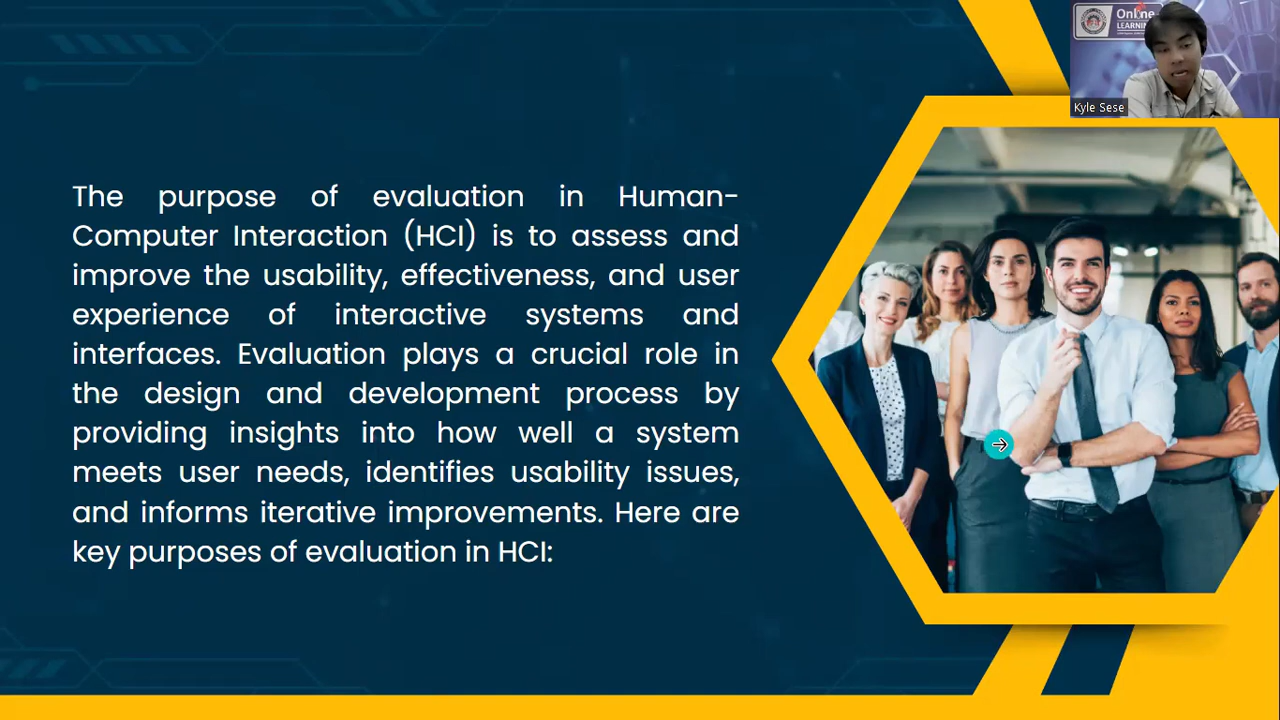 Online
LEARNING
Kyle Sese
The purpose of evaluation in Human-
Computer Interaction (HCI) is to assess and
improve the usability, effectiveness, and user
experience of interactive systems and
interfaces. Evaluation plays a crucial role in
the design and development process by
providing insights into how well a system
meets user needs, identifies usability issues,
and informs iterative improvements. Here are
key purposes of evaluation in HCI: